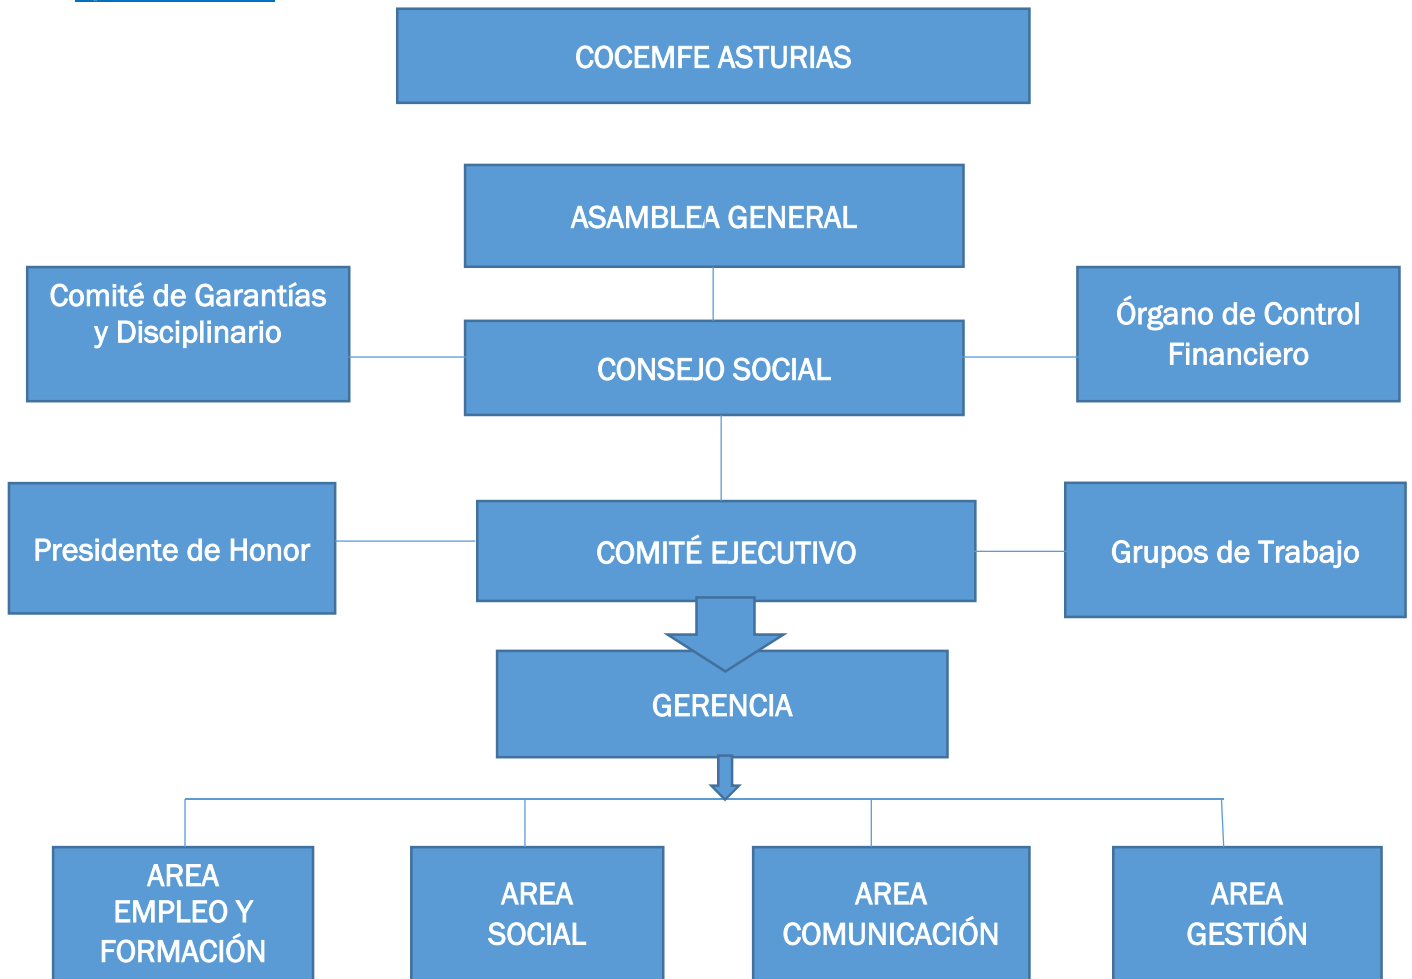 COCEMFE ASTURIAS
ASAMBLEA GENERAL
Comité de Garantías
y Disciplinario
Órgano de Control
Financiero
CONSEJO SOCIAL
Presidente de Honor
COMITÉ EJECUTIVO
Grupos de Trabajo
GERENCIA
AREA
EMPLEO Y
FORMACIÓN
AREA
SOCIAL
AREA
COMUNICACIÓN
AREA
GESTIÓN